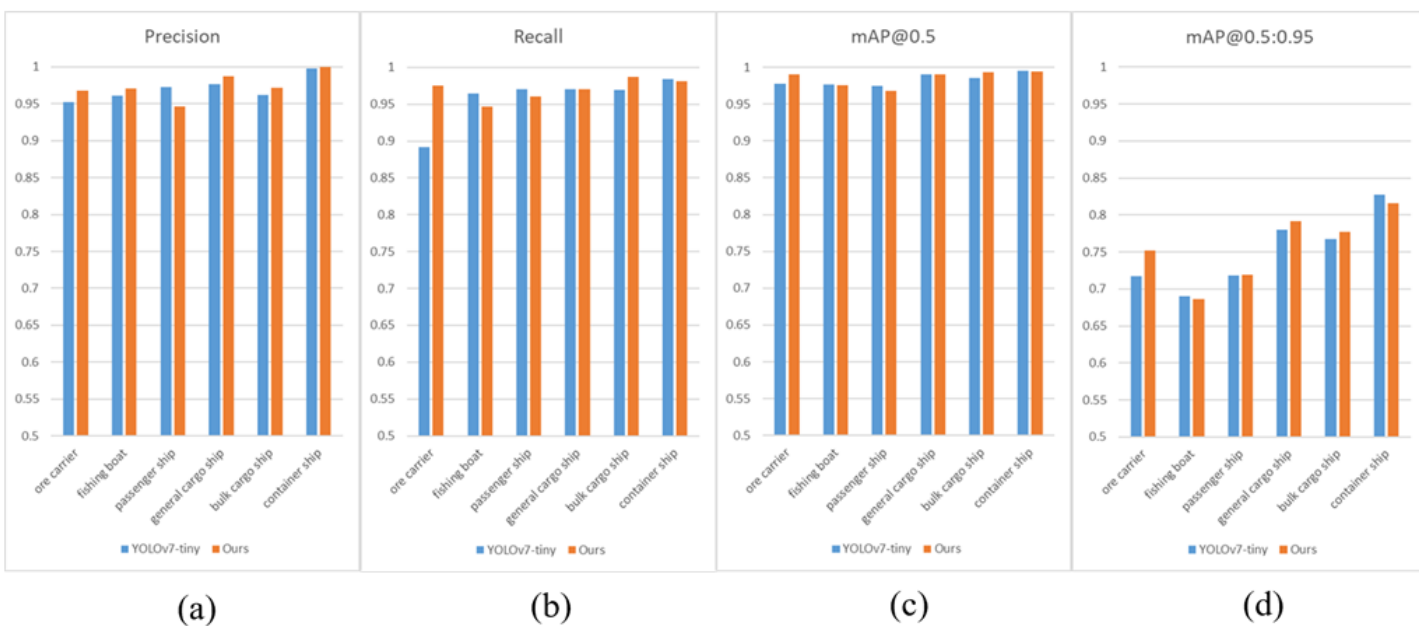 Precision
1
0.95
0.9
0.85
0.8
0.75
0.7
0.65
0.6
0.55
0.5
ore carrier
fishing boat
passenger ship
general cargo ship
bulk cargo ship
container ship
YOLOv7-tiny Ours
(a)
Recall
1
0.95
0.9
0.85
0.8
0.75
0.7
0.65
0.6
0.55
0.5
ore carrier
fishing boat
passenger ship
general cargo ship
bulk cargo ship
container ship
YOLOv7-tiny Ours
(b)
mAP@0.5
1
0.95
0.9
0.85
0.8
0.75
0.7
0.65
0.6
0.55
0.5
ore carrier
fishing boat
passenger ship
general cargo ship
bulk cargo ship
container ship
YOLOv7-tiny Ours
(c)
mAP@0.5:0.95
1
0.95
0.9
0.85
0.8
0.75
0.7
0.65
0.6
0.55
0.5
ore carrier
fishing boat
passenger ship
general cargo ship
bulk cargo ship
container ship
YOLOv7-tiny Ours
(d)